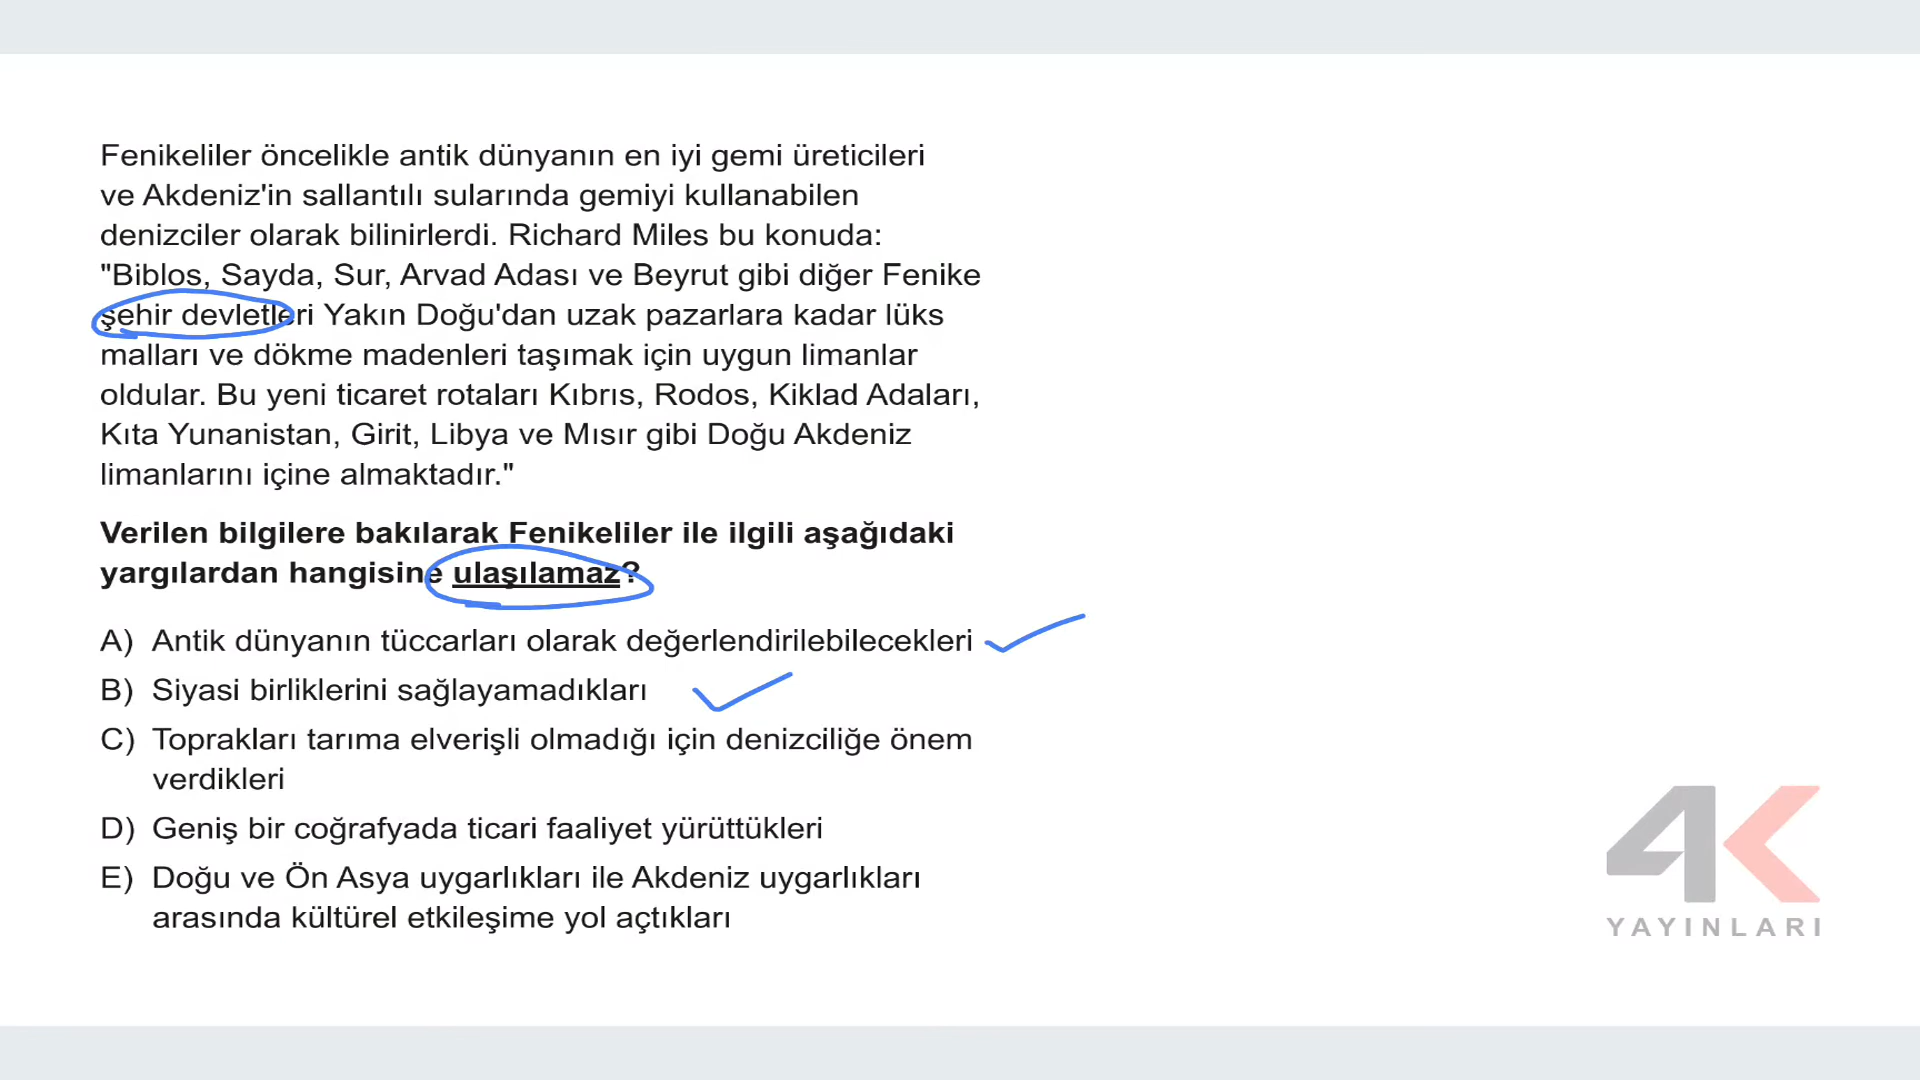 Fenikeliler öncelikle antik dünyanın en iyi gemi üreticileri
ve Akdeniz'in sallantılı sularında gemiyi kullanabilen
denizciler olarak bilinirlerdi. Richard Miles bu konuda:
"Biblos, Sayda, Sur, Arvad Adası ve Beyrut gibi diğer Fenike
şehir devletleri Yakın Doğu'dan uzak pazarlara kadar lüks
malları ve dökme madenleri taşımak için uygun limanlar
oldular. Bu yeni ticaret rotaları Kıbrıs, Rodos, Kiklad Adaları,
Kıta Yunanistan, Girit, Libya ve Mısır gibi Doğu Akdeniz
limanlarını içine almaktadır."
Verilen bilgilere bakılarak Fenikeliler ile ilgili aşağıdaki
yargılardan hangisine ulaşılamaz?
A) Antik dünyanın tüccarları olarak değerlendirilebilecekleri
B) Siyasi birliklerini sağlayamadıkları
C) Toprakları tarıma elverişli olmadığı için denizciliğe önem
verdikleri
D) Geniş bir coğrafyada ticari faaliyet yürüttükleri
E) Doğu ve Ön Asya uygarlıkları ile Akdeniz uygarlıkları
arasında kültürel etkileşime yol açtıkları
4K
YAYINLARI